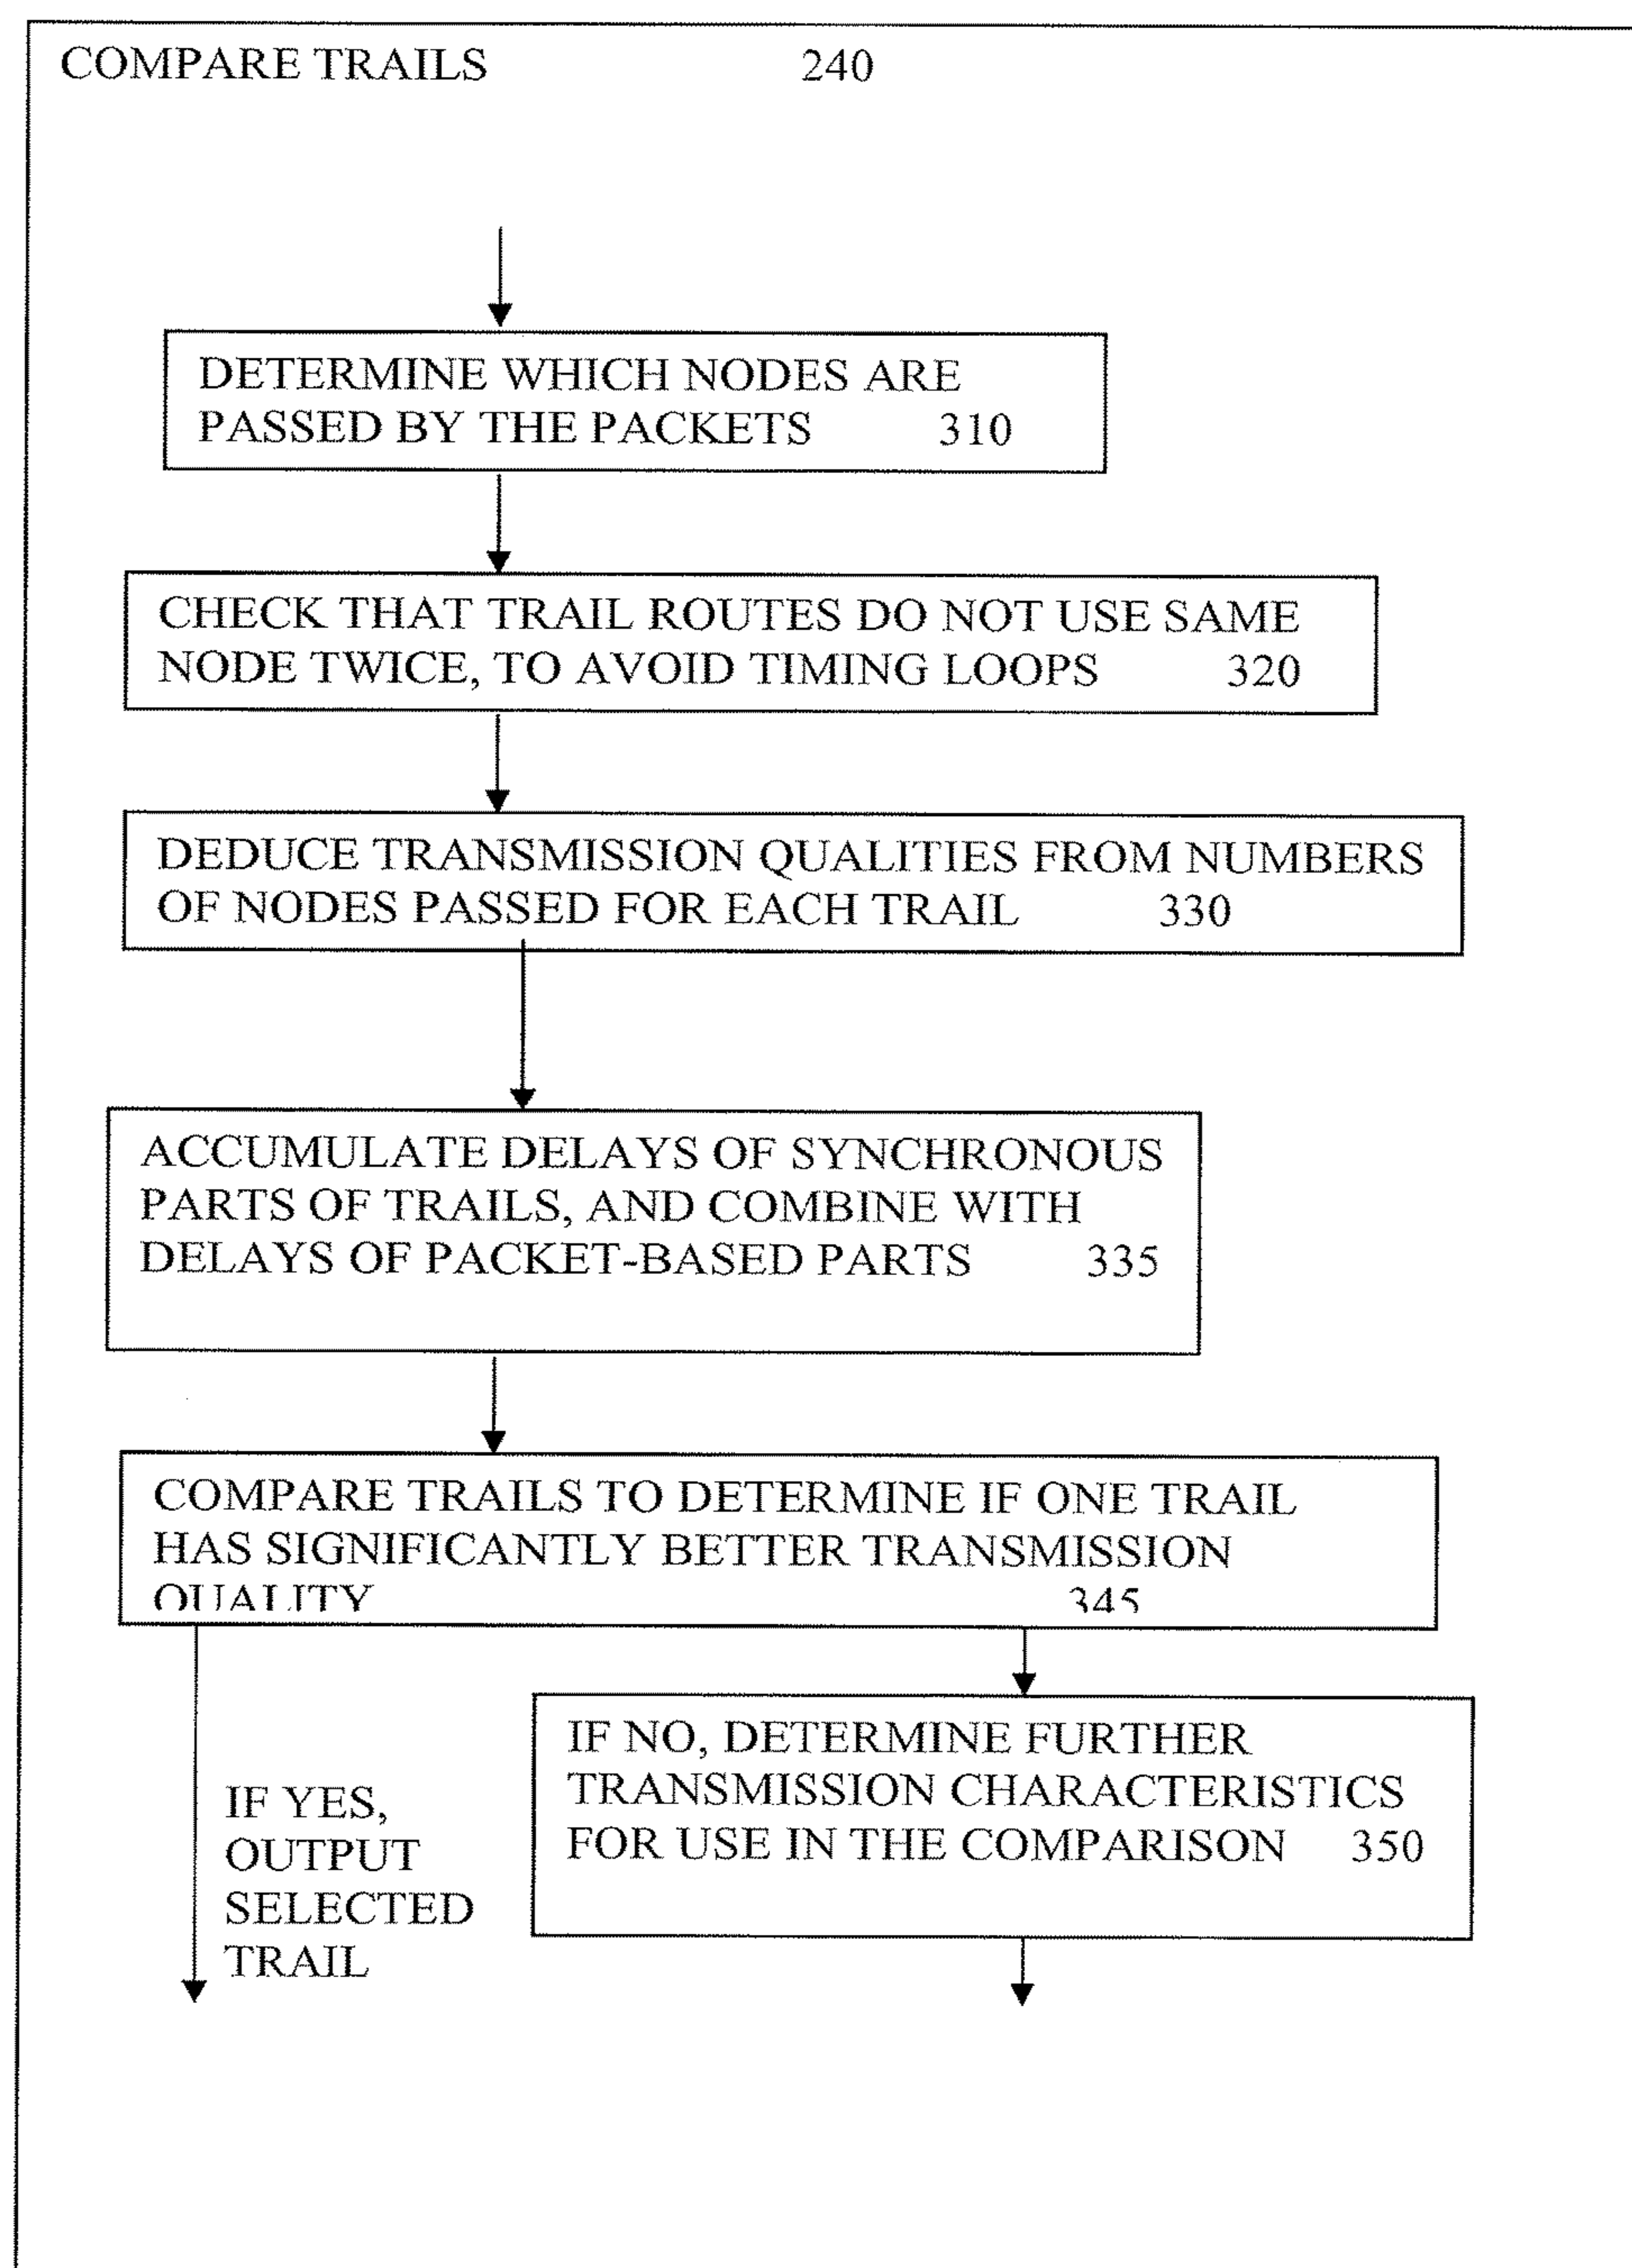 COMPARE TRAILS 240
DETERMINE WHICH NODES ARE
PASSED BY THE PACKETS 310
CHECK THAT TRAIL ROUTES DO NOT USE SAME
NODE TWICE, TO AVOID TIMING LOOPS 320
DEDUCE TRANSMISSION QUALITIES FROM NUMBERS
OF NODES PASSED FOR EACH TRAIL 330
ACCUMULATE DELAYS OF SYNCHRONOUS
PARTS OF TRAILS, AND COMBINE WITH
DELAYS OF PACKET-BASED PARTS 335
COMPARE TRAILS TO DETERMINE IF ONE TRAIL
HAS SIGNIFICANTLY BETTER TRANSMISSION
QUALITY 345
IF NO, DETERMINE FURTHER
TRANSMISSION CHARACTERISTICS
FOR USE IN THE COMPARISON 350
IF YES,
OUTPUT
SELECTED
TRAIL